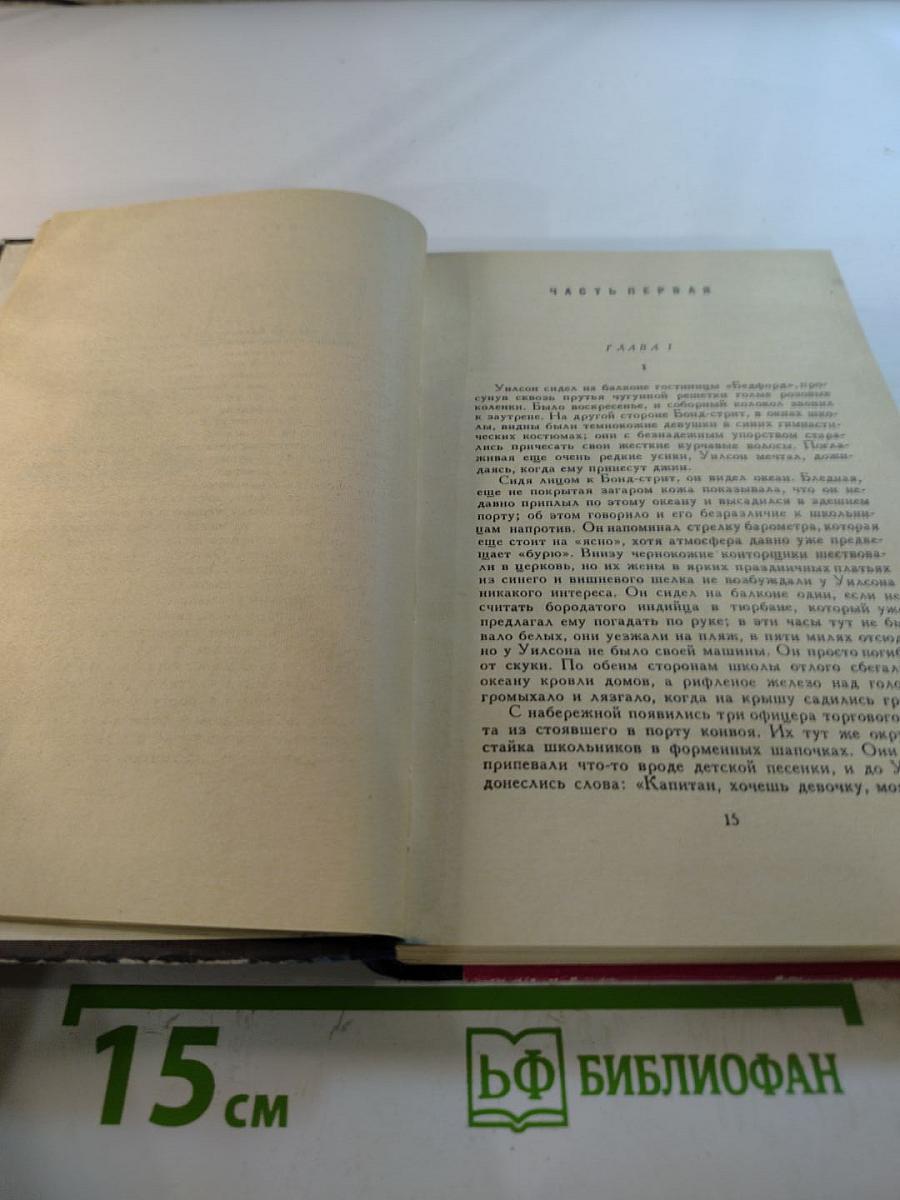 ЧАСТЬ ПЕРВАЯ
ГЛАВА I
1
Уилсон сидел на балконе гостиницы «Бедфорд», про-
сунув сквозь прутья чугунной решетки голые розовые
коленки. Было воскресенье, и соборный колокол звонил
к заутрене. На другой стороне Бонд-стрит, в окнах шко-
лы, видны были темнокожие девушки в синих гимнасти-
ческих костюмах; они с безнадежным упорством стара-
лись причесать свои жесткие курчавые волосы. Погла-
живая еще очень редкие усики, Уилсон мечтал, дожи-
даясь, когда ему принесут джин.
Сидя лицом к Бонд-стрит, он видел океан. Бледная,
еще не покрытая загаром кожа показывала, что он не-
давно приплыл по этому океану и высадился в здешнем
порту; об этом говорило и его безразличие к школьни-
цам напротив. Он напоминал стрелку барометра, которая
еще стоит на «ясно», хотя атмосфера давно уже предве-
щает «бурю». Внизу чернокожие конторщики шествова-
ли в церковь, но их жены в ярких праздничных платьях
из синего и вишневого шелка не возбуждали у Уилсона
никакого интереса. Он сидел на балконе один, если не
считать бородатого индийца в тюрбане, который уже
предлагал ему погадать по руке; в эти часы тут не бы
вало белых, они уезжали на пляж, в пяти милях отсюд
но у Уилсона не было своей машины. Он просто погиб
от скуки. По обеим сторонам школы отлого сбегал
океану кровли домов, а рифленое железо над голо
громыхало и лязгало, когда на крышу садились гр
С набережной появились три офицера торгового
та из стоявшего в порту конвоя. Их тут же окр
стайка школьников в форменных шапочках. Они
припевали что-то вроде детской песенки, и до У
донеслись слова: «Капитан, хочешь девочку, мо
15
15 см
БФ БИБЛИОФАН